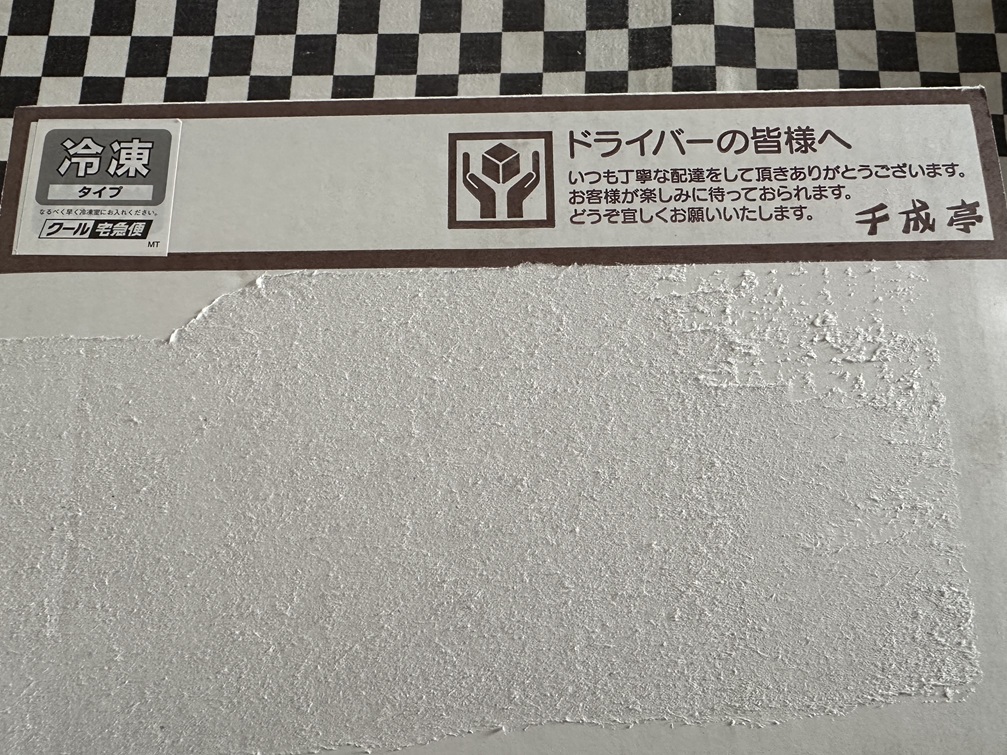 冷凍
タイプ
なるべく早く冷凍室にお入れください。
クール宅急便
MT
ドライバーの皆様へ
いつも丁寧な配達をして頂きありがとうございます。
お客様が楽しみに待っておられます。
どうぞ宜しくお願いいたします。
千成亭